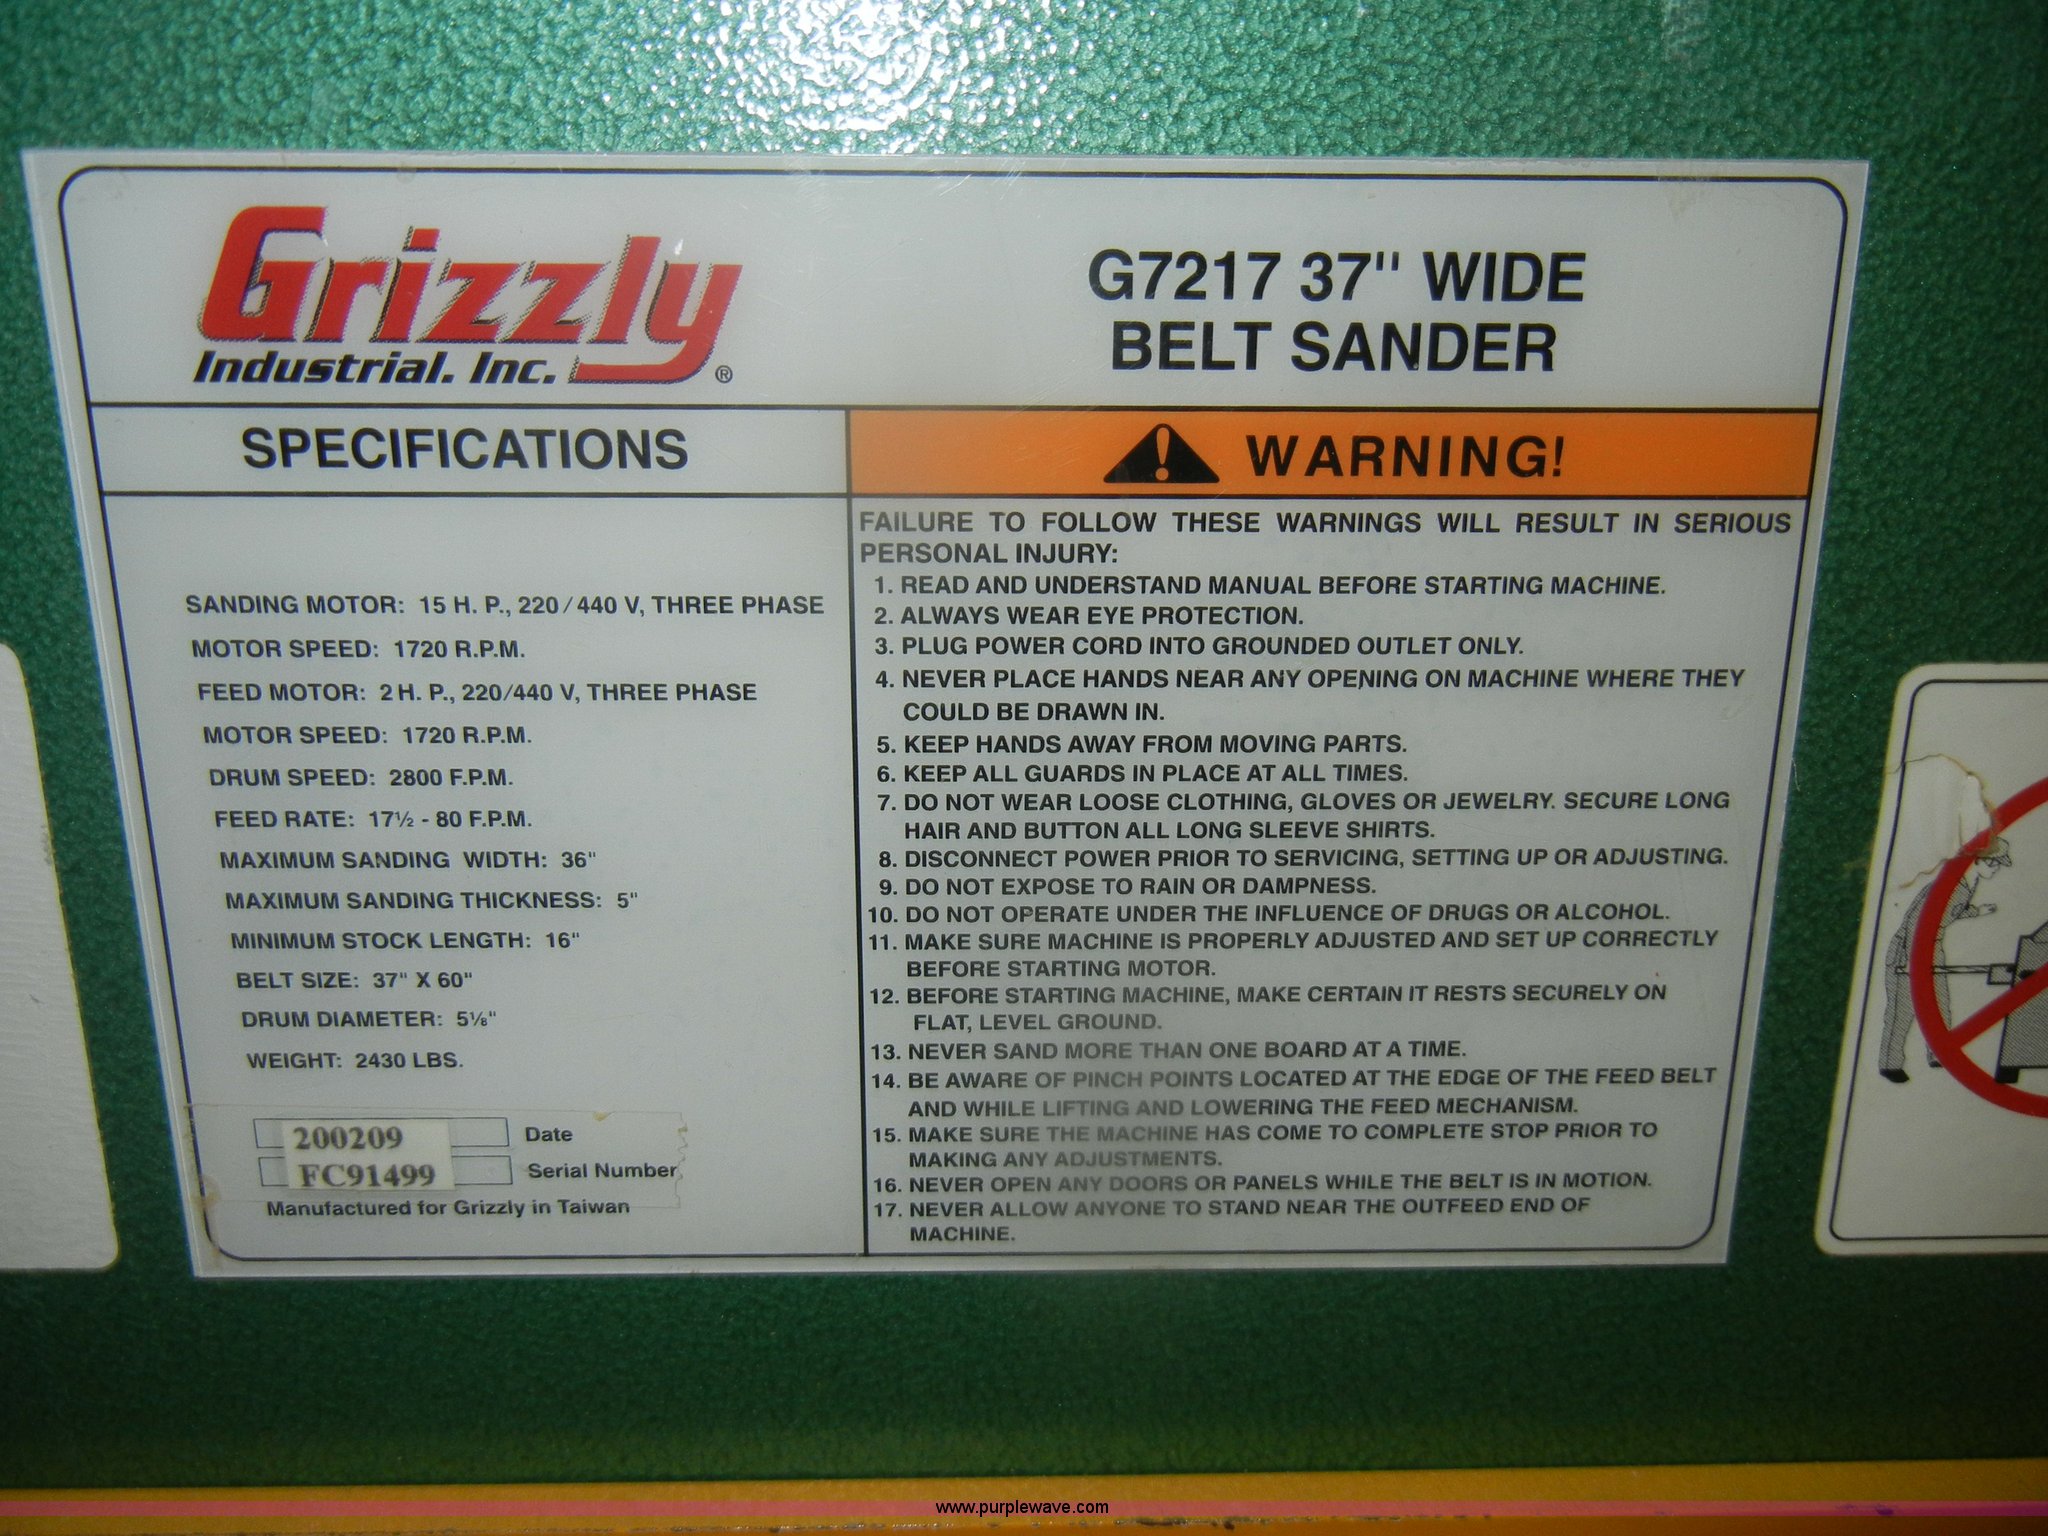 Grizzly
Industrial. Inc. ®
G7217 37" WIDE
BELT SANDER
SPECIFICATIONS
SANDING MOTOR: 15 H. P., 220/440 V, THREE PHASE
MOTOR SPEED: 1720 R.P.M.
FEED MOTOR: 2 H. P., 220/440 V, THREE PHASE
MOTOR SPEED: 1720 R.P.M.
DRUM SPEED: 2800 F.P.M.
FEED RATE: 17½ - 80 F.P.M.
MAXIMUM SANDING WIDTH: 36"
MAXIMUM SANDING THICKNESS: 5"
MINIMUM STOCK LENGTH: 16"
BELT SIZE: 37" X 60"
DRUM DIAMETER: 5⅛"
WEIGHT: 2430 LBS.
200209 Date
FC91499 Serial Number
Manufactured for Grizzly in Taiwan
WARNING!
FAILURE TO FOLLOW THESE WARNINGS WILL RESULT IN SERIOUS
PERSONAL INJURY:
1. READ AND UNDERSTAND MANUAL BEFORE STARTING MACHINE.
2. ALWAYS WEAR EYE PROTECTION.
3. PLUG POWER CORD INTO GROUNDED OUTLET ONLY.
4. NEVER PLACE HANDS NEAR ANY OPENING ON MACHINE WHERE THEY
COULD BE DRAWN IN.
5. KEEP HANDS AWAY FROM MOVING PARTS.
6. KEEP ALL GUARDS IN PLACE AT ALL TIMES.
7. DO NOT WEAR LOOSE CLOTHING, GLOVES OR JEWELRY. SECURE LONG
HAIR AND BUTTON ALL LONG SLEEVE SHIRTS.
8. DISCONNECT POWER PRIOR TO SERVICING, SETTING UP OR ADJUSTING.
9. DO NOT EXPOSE TO RAIN OR DAMPNESS.
10. DO NOT OPERATE UNDER THE INFLUENCE OF DRUGS OR ALCOHOL.
11. MAKE SURE MACHINE IS PROPERLY ADJUSTED AND SET UP CORRECTLY
BEFORE STARTING MOTOR.
12. BEFORE STARTING MACHINE, MAKE CERTAIN IT RESTS SECURELY ON
FLAT, LEVEL GROUND.
13. NEVER SAND MORE THAN ONE BOARD AT A TIME.
14. BE AWARE OF PINCH POINTS LOCATED AT THE EDGE OF THE FEED BELT
AND WHILE LIFTING AND LOWERING THE FEED MECHANISM.
15. MAKE SURE THE MACHINE HAS COME TO COMPLETE STOP PRIOR TO
MAKING ANY ADJUSTMENTS.
16. NEVER OPEN ANY DOORS OR PANELS WHILE THE BELT IS IN MOTION.
17. NEVER ALLOW ANYONE TO STAND NEAR THE OUTFEED END OF
MACHINE.
www.purplewave.com